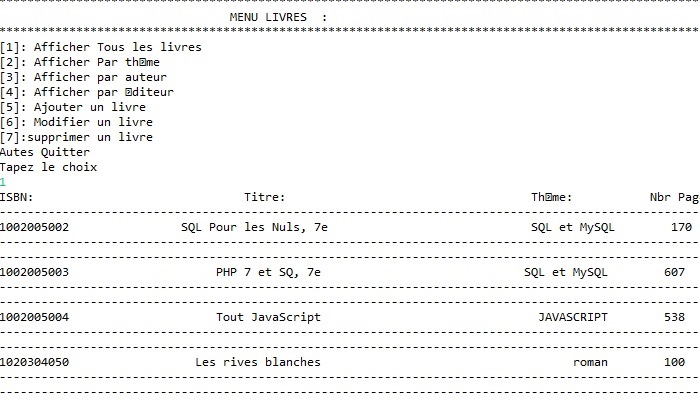 MENU LIVRES :
[1]: Afficher Tous les livres
[2]: Afficher Par th�me
[3]: Afficher par auteur
[4]: Afficher par �diteur
[5]: Ajouter un livre
[6]: Modifier un livre
[7]:supprimer un livre
Autes Quitter
Tapez le choix
1
ISBN: Titre: Th�me: Nbr Pag
1002005002 SQL Pour les Nuls, 7e SQL et MySQL 170
1002005003 PHP 7 et SQ, 7e SQL et MySQL 607
1002005004 Tout JavaScript JAVASCRIPT 538
1020304050 Les rives blanches roman 100